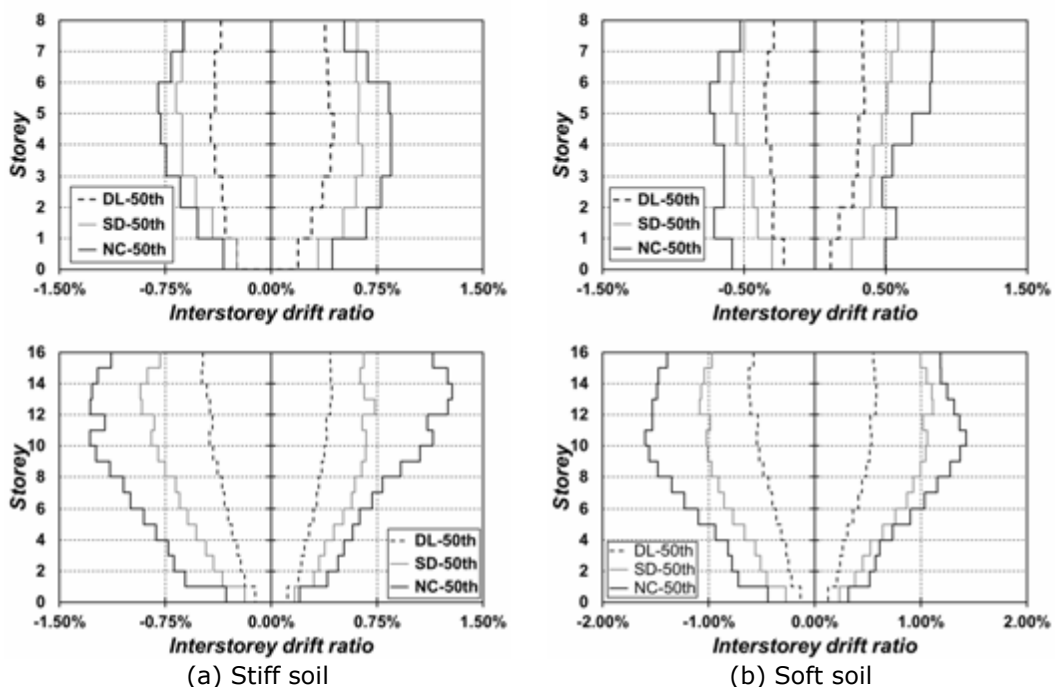 8
7
6
5
4
3
2
1
0
Storey
DL-50th
SD-50th
NC-50th
-1.50% -0.75% 0.00% 0.75% 1.50%
Interstorey drift ratio
8
7
6
5
4
3
2
1
0
Storey
DL-50th
SD-50th
NC-50th
-1.50% -0.50% 0.50% 1.50%
Interstorey drift ratio
16
14
12
10
8
6
4
2
0
Storey
DL-50th
SD-50th
NC-50th
-1.50% -0.75% 0.00% 0.75% 1.50%
Interstorey drift ratio
16
14
12
10
8
6
4
2
0
Storey
DL-50th
SD-50th
NC-50th
-2.00% -1.00% 0.00% 1.00% 2.00%
Interstorey drift ratio
(a) Stiff soil
(b) Soft soil